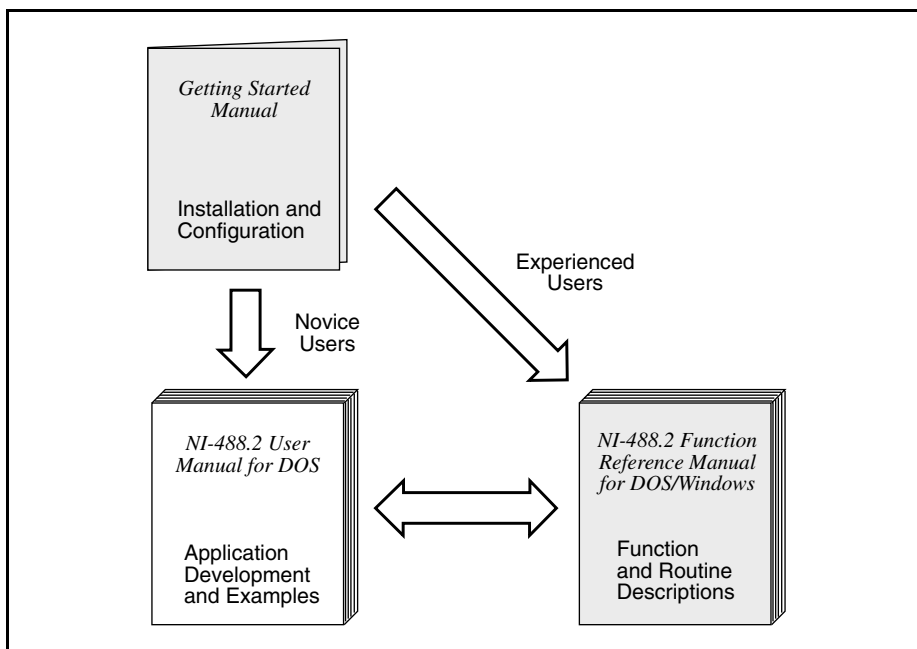 Getting Started
Manual
Installation and
Configuration
Experienced
Users
Novice
Users
NI-488.2 User
Manual for DOS
Application
Development
and Examples
NI-488.2 Function
Reference Manual
for DOS/Windows
Function
and Routine
Descriptions